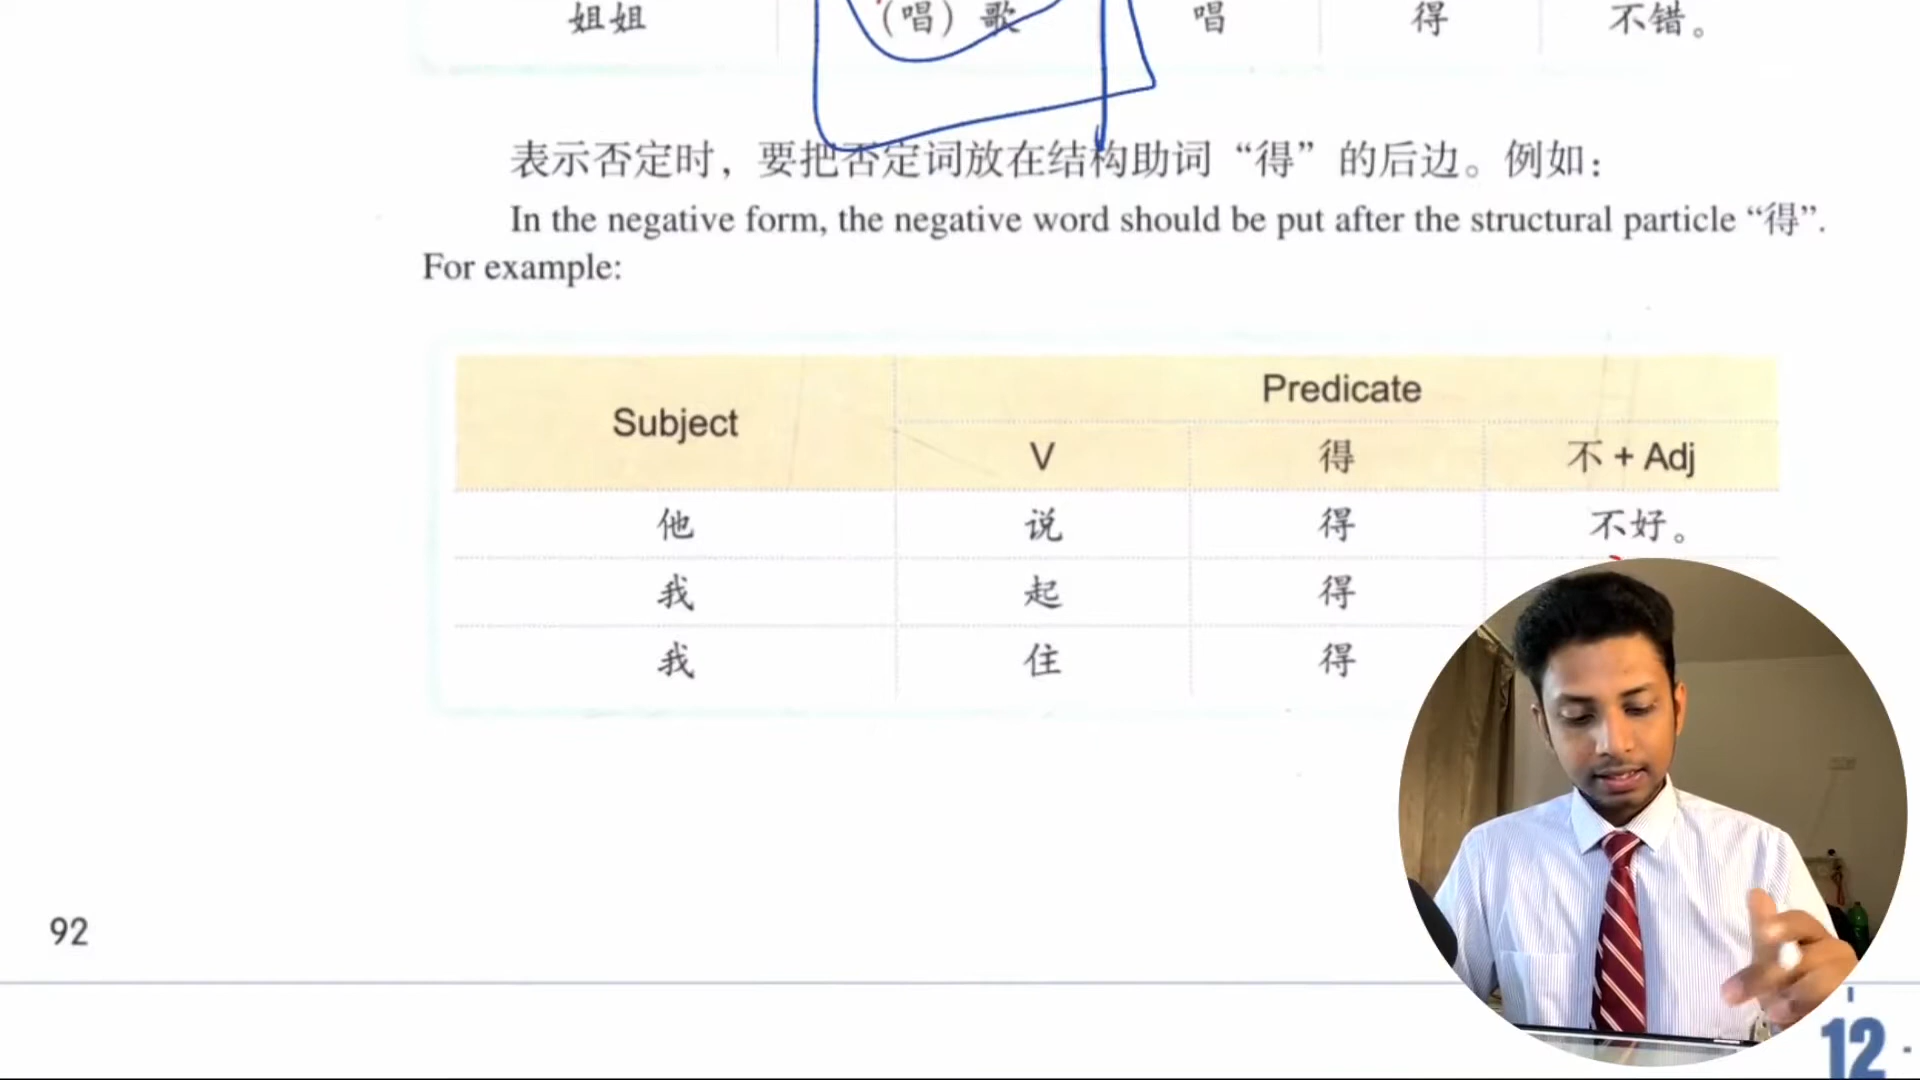 姐姐 （唱）歌 唱 得 不错。
表示否定时，要把否定词放在结构助词“得”的后边。例如：
In the negative form, the negative word should be put after the structural particle “得”.
For example:
Subject Predicate
V 得 不 + Adj
他 说 得 不好。
我 起 得
我 住 得
92
12